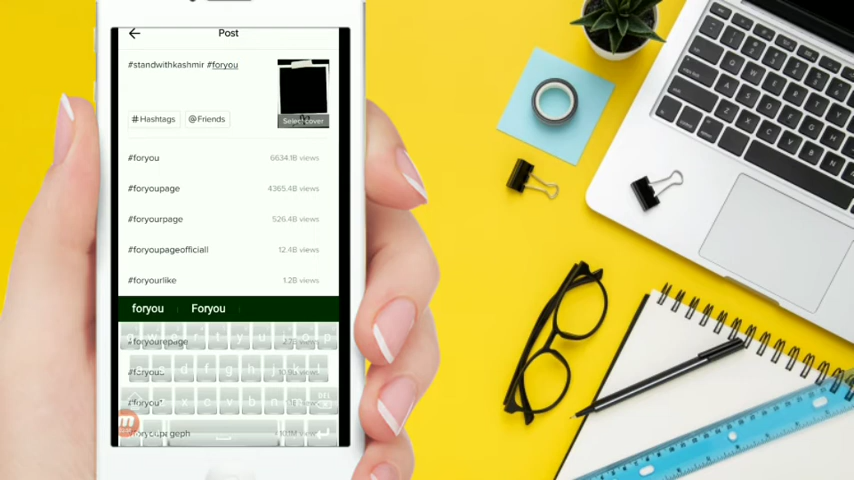 Post
#standwithkashmir #foryou
Select cover
#Hashtags @Friends
#foryou 6634.1B views
#foryoupage 4365.4B views
#foryourpage 526.4B views
#foryoupageofficiall 12.4B views
#foryourlike 1.2B views
foryou Foryou
#foryourepage